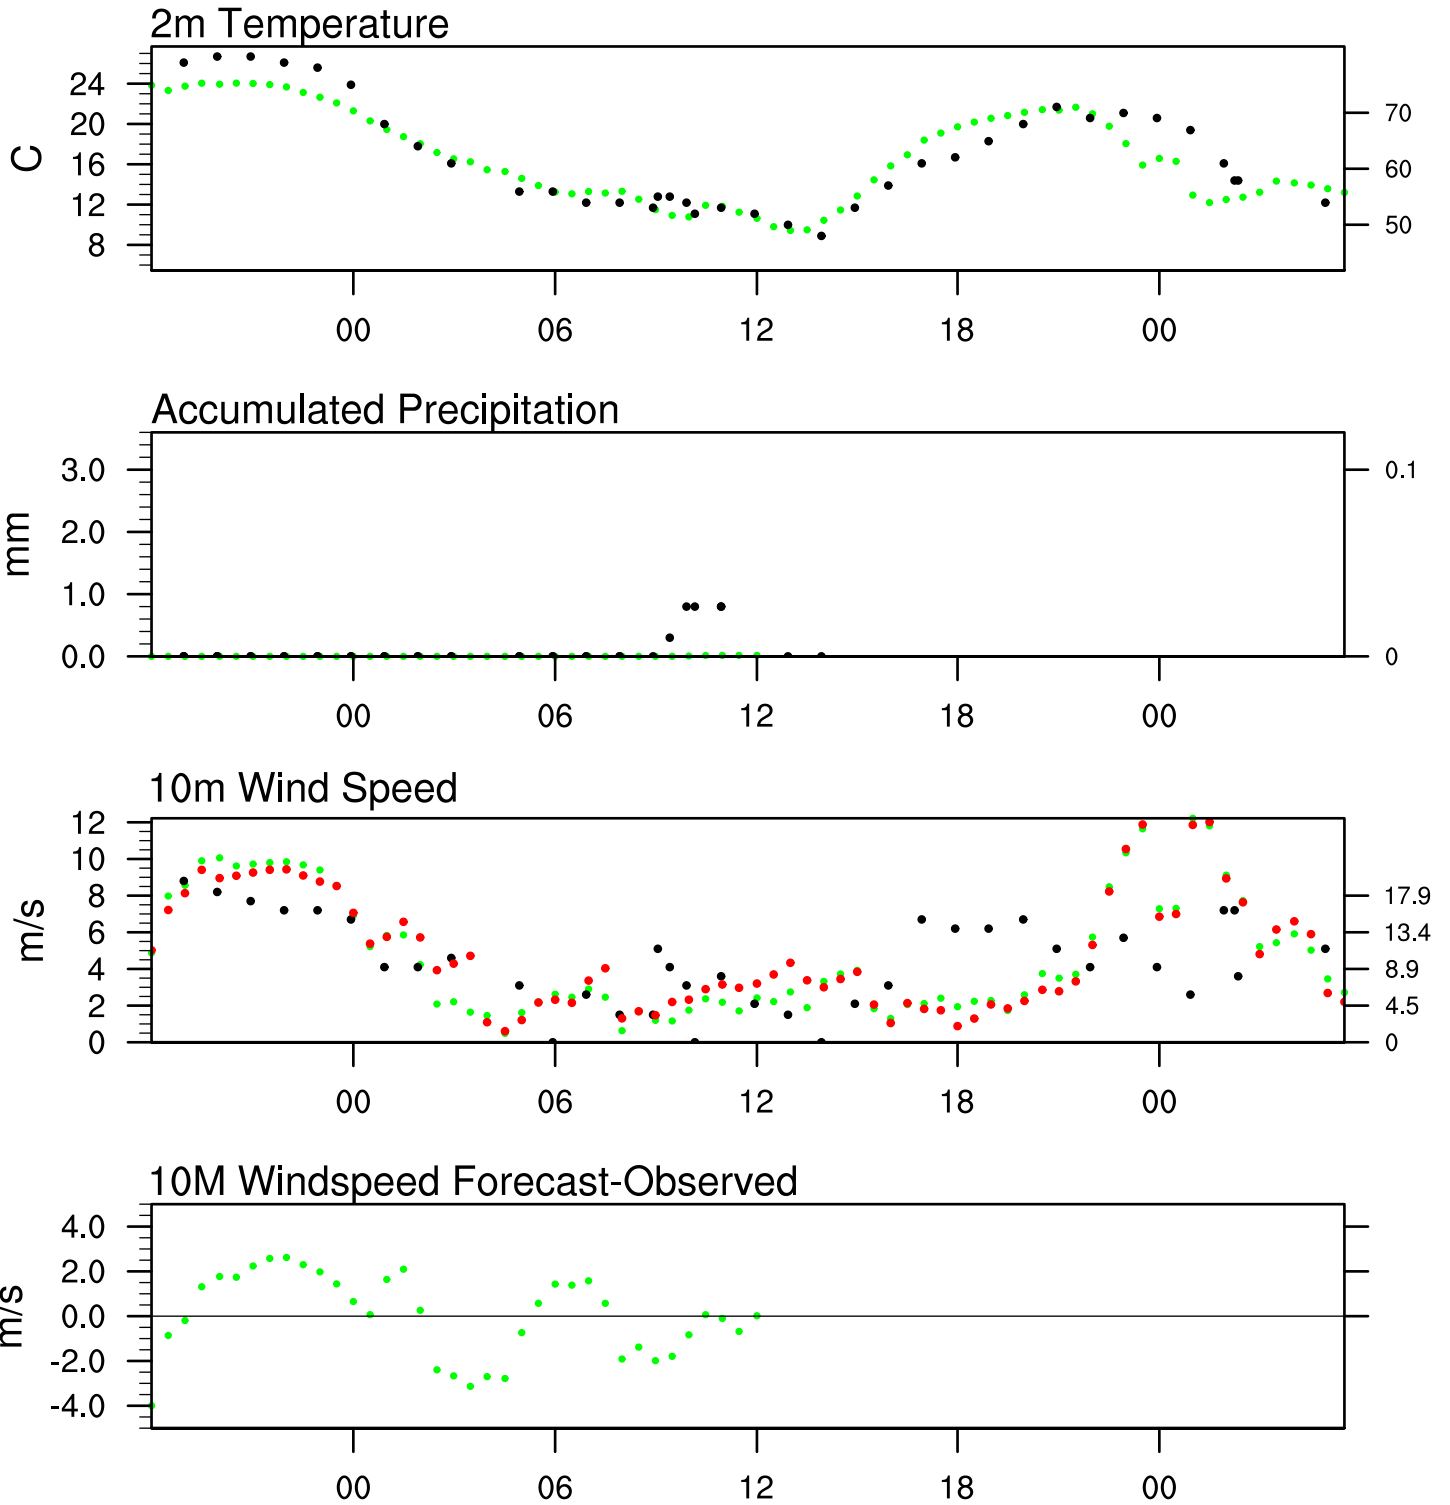 2m Temperature
C
24
20
16
12
8
70
60
50
00 06 12 18 00
Accumulated Precipitation
mm
3.0
2.0
1.0
0.0
0.1
0
00 06 12 18 00
10m Wind Speed
m/s
12
10
8
6
4
2
0
17.9
13.4
8.9
4.5
0
00 06 12 18 00
10M Windspeed Forecast-Observed
m/s
4.0
2.0
0.0
-2.0
-4.0
00 06 12 18 00